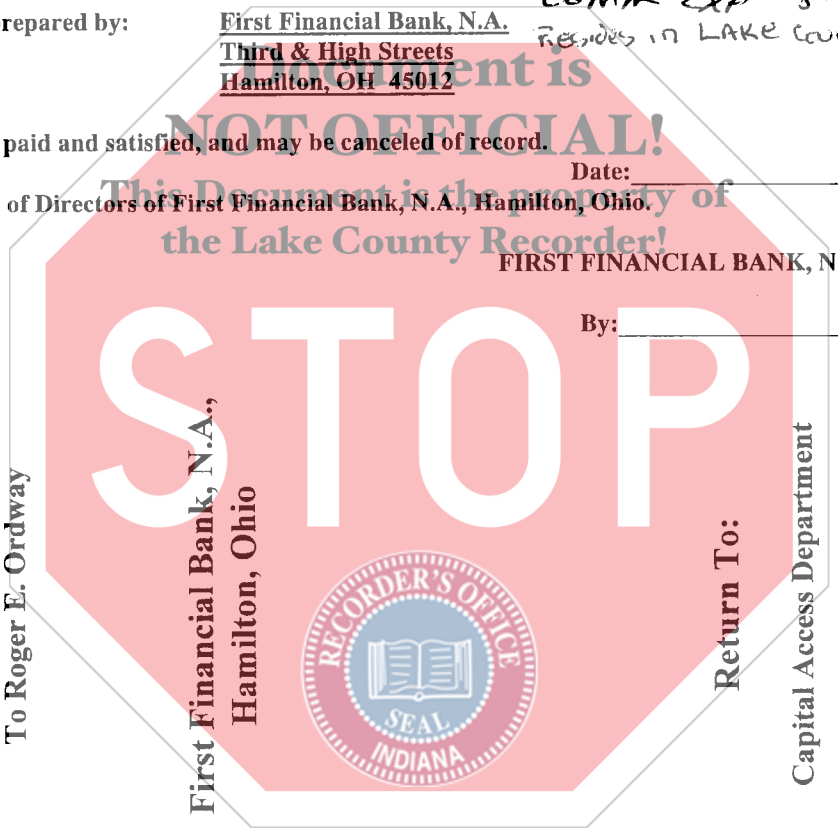 repared by: First Financial Bank, N.A.
Resides in LAKE
Third & High Streets
Hamilton, OH 45012
Document is
NOT OFFICIAL!
paid and satisfied, and may be canceled of record.
Date:
This Document is the property of
of Directors of First Financial Bank, N.A., Hamilton, Ohio.
the Lake County Recorder!
FIRST FINANCIAL BANK, N
By:
STOP
To Roger E. Ordway
First Financial Bank, N.A.,
Hamilton, Ohio
RECORDER'S OFFICE
SEAL
INDIANA
Return To:
Capital Access Department